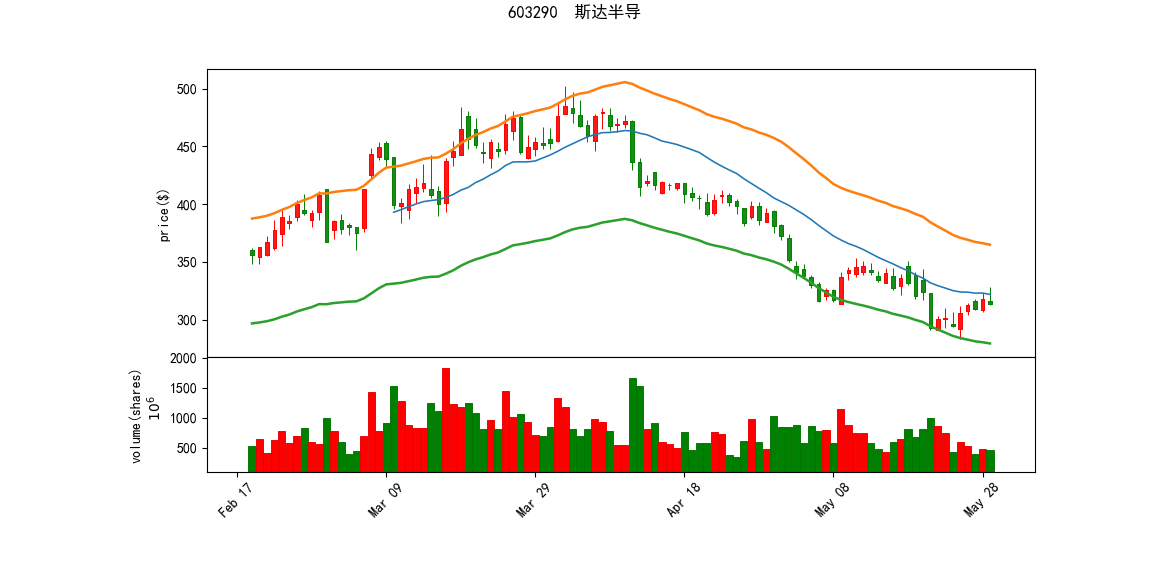 603290 斯达半导
price($)
500
450
400
350
300
volume(shares)
10^6
2000
1500
1000
500
Feb 17
Mar 09
Mar 29
Apr 18
May 08
May 28